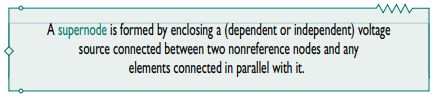 A supernode is formed by enclosing a (dependent or independent) voltage
source connected between two nonreference nodes and any
elements connected in parallel with it.